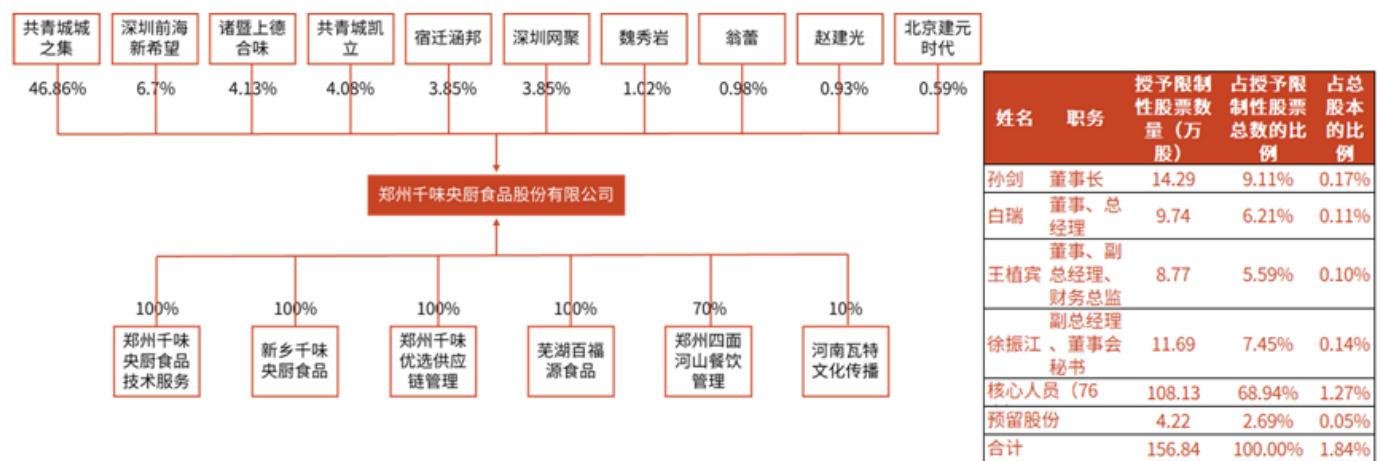 共青城城
之集
深圳前海
新希望
诸暨上德
合味
共青城凯
立
宿迁涵邦
深圳网聚
魏秀岩
翁蕾
赵建光
北京建元
时代
46.86%
6.7%
4.13%
4.08%
3.85%
3.85%
1.02%
0.98%
0.93%
0.59%
郑州千味央厨食品股份有限公司
100%
100%
100%
100%
70%
10%
郑州千味
央厨食品
技术服务
新乡千味
央厨食品
郑州千味
优选供应
链管理
芜湖百福
源食品
郑州四面
河山餐饮
管理
河南瓦特
文化传播
姓名
职务
授予限制
性股票数
量（万
股）
占授予限
制性股票
总数的比
例
占总
股本
的比
例
孙剑 董事长 14.29 9.11% 0.17%
白瑞
董事、总
经理
9.74 6.21% 0.11%
王植宾
董事、副
总经理、
财务总监
8.77 5.59% 0.10%
徐振江
副总经理
、董事会
秘书
11.69 7.45% 0.14%
核心人员（76 108.13 68.94% 1.27%
预留股份 4.22 2.69% 0.05%
合计 156.84 100.00% 1.84%